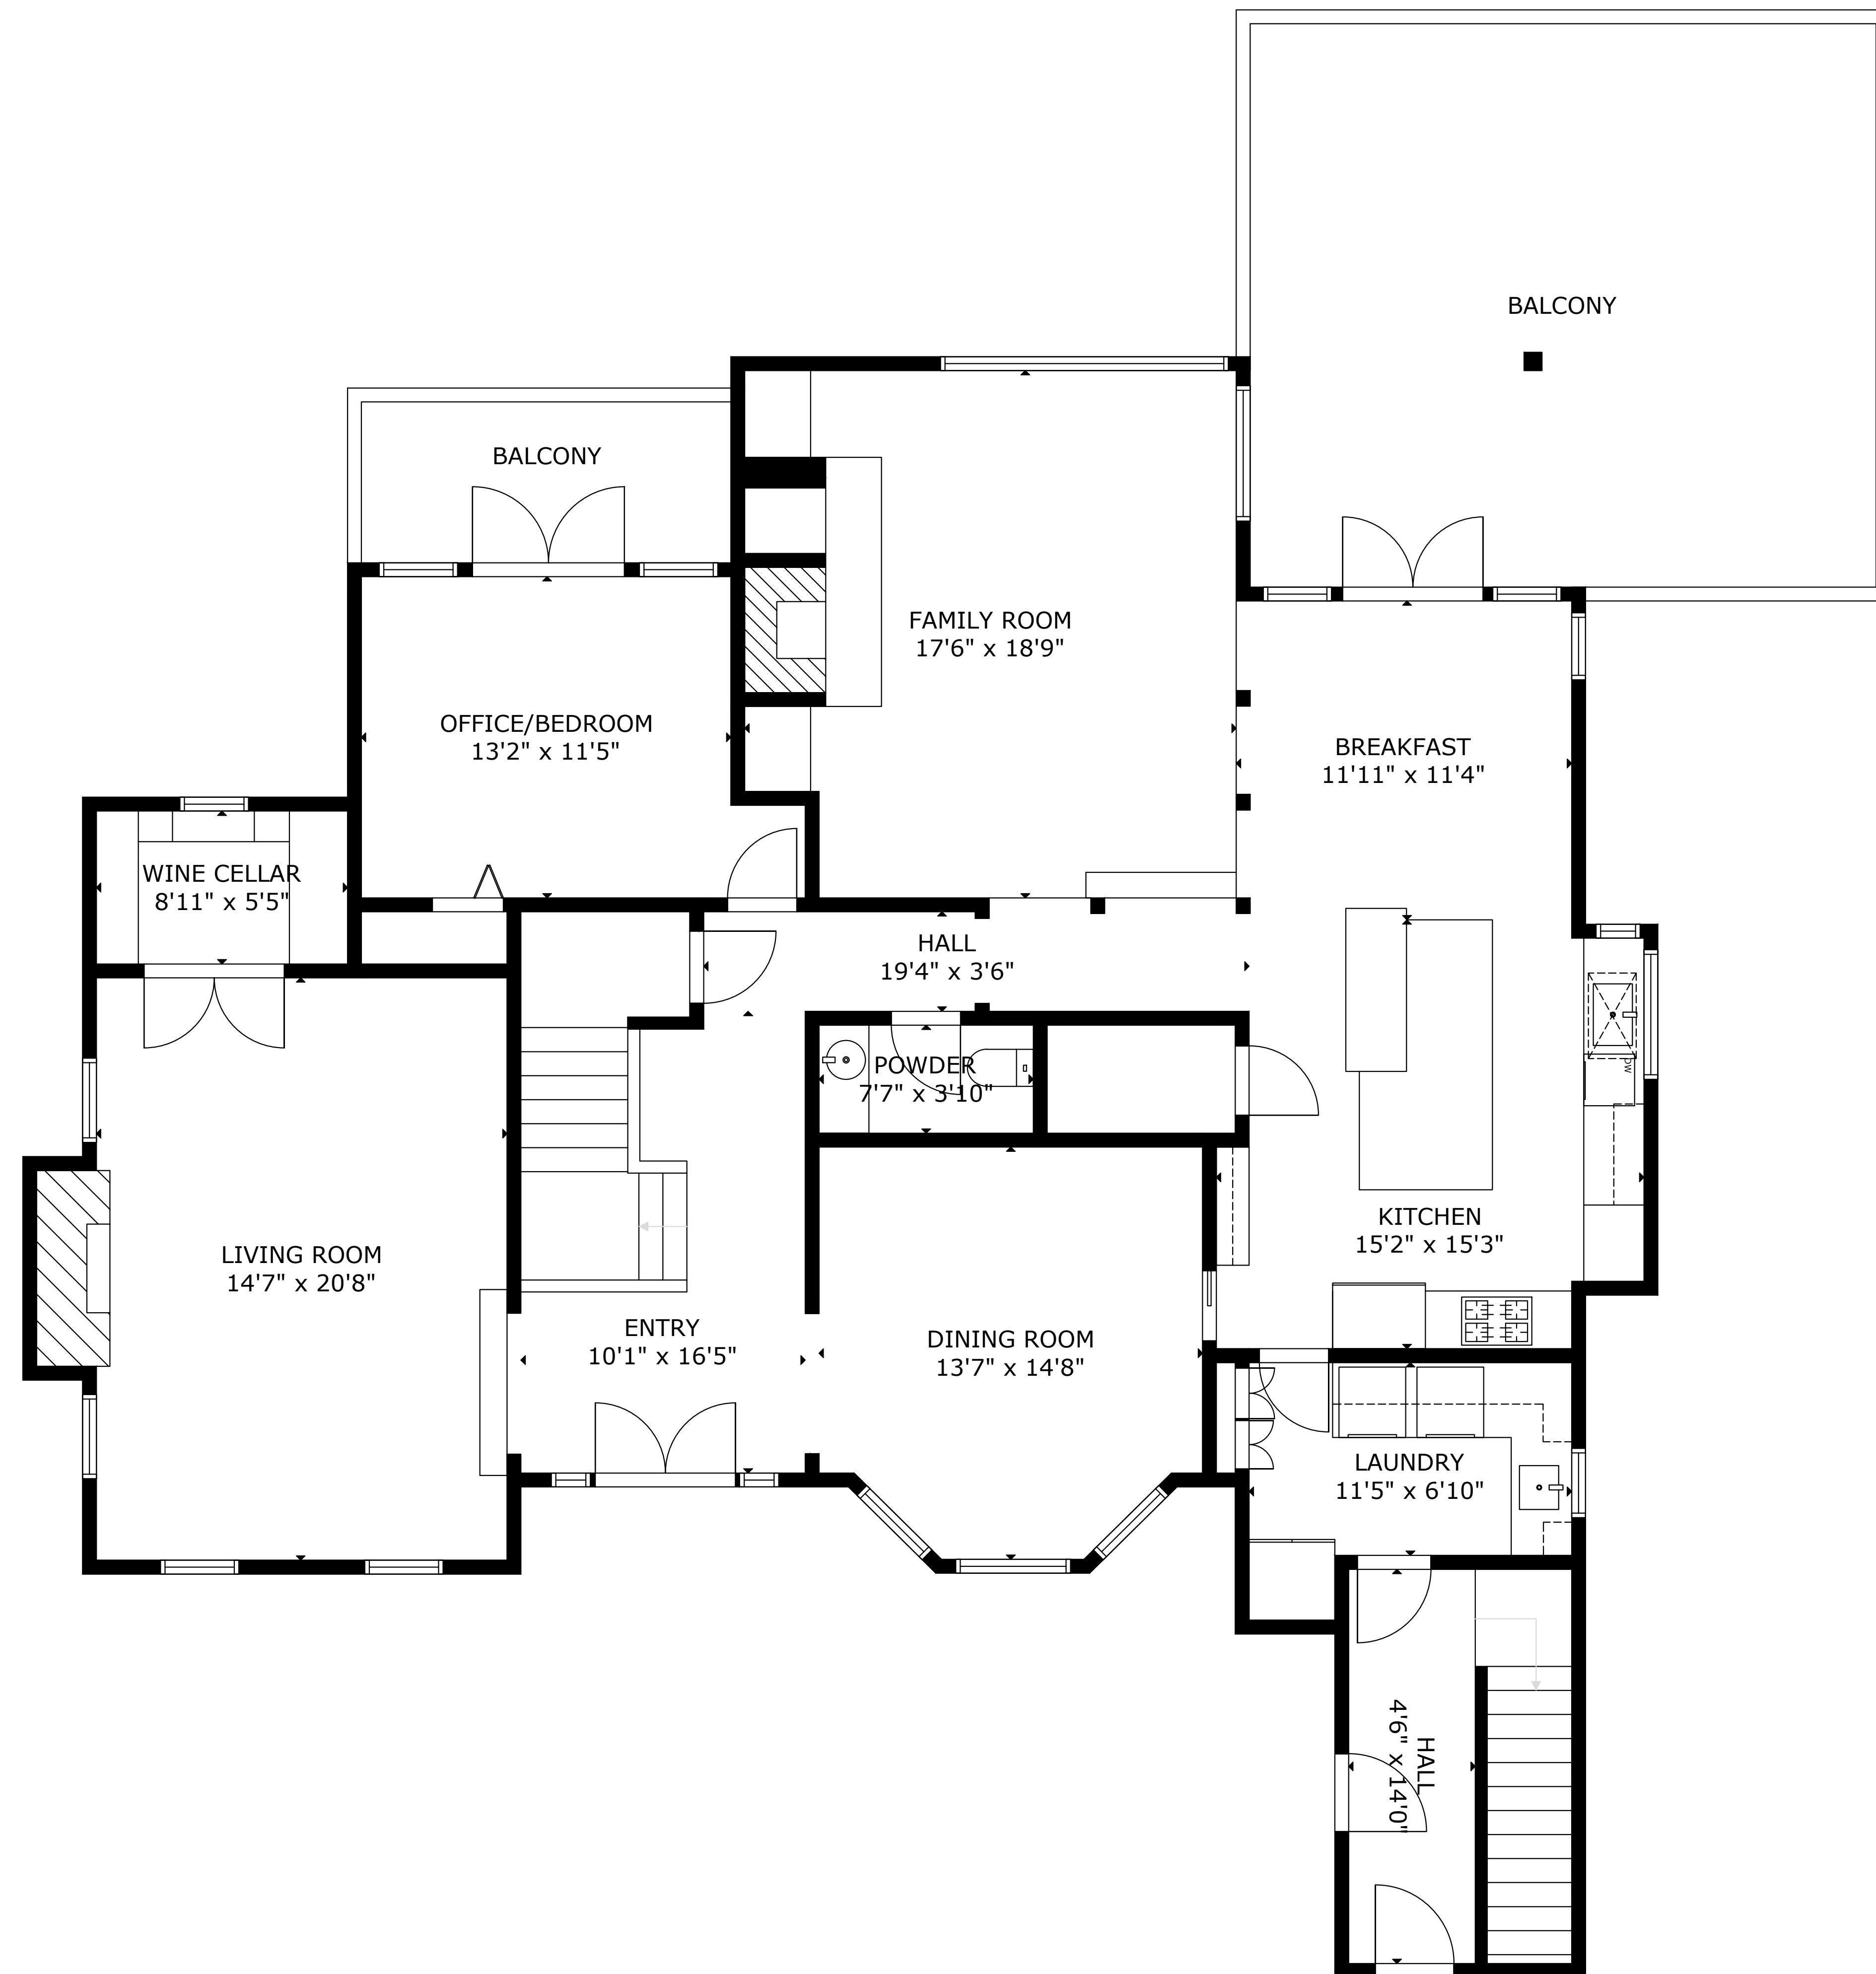 BALCONY
BALCONY
FAMILY ROOM
17'6" x 18'9"
OFFICE/BEDROOM
13'2" x 11'5"
BREAKFAST
11'11" x 11'4"
WINE CELLAR
8'11" x 5'5"
HALL
19'4" x 3'6"
POWDER
7'7" x 3'10"
DW
KITCHEN
15'2" x 15'3"
LIVING ROOM
14'7" x 20'8"
ENTRY
10'1" x 16'5"
DINING ROOM
13'7" x 14'8"
LAUNDRY
11'5" x 6'10"
HALL
4'6" x 14'0"